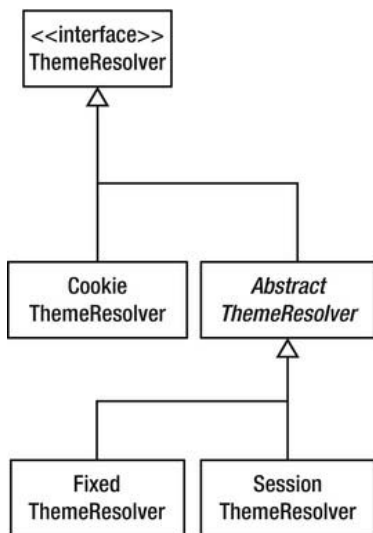 <<interface>>
ThemeResolver
Cookie
ThemeResolver
Abstract
ThemeResolver
Fixed
ThemeResolver
Session
ThemeResolver